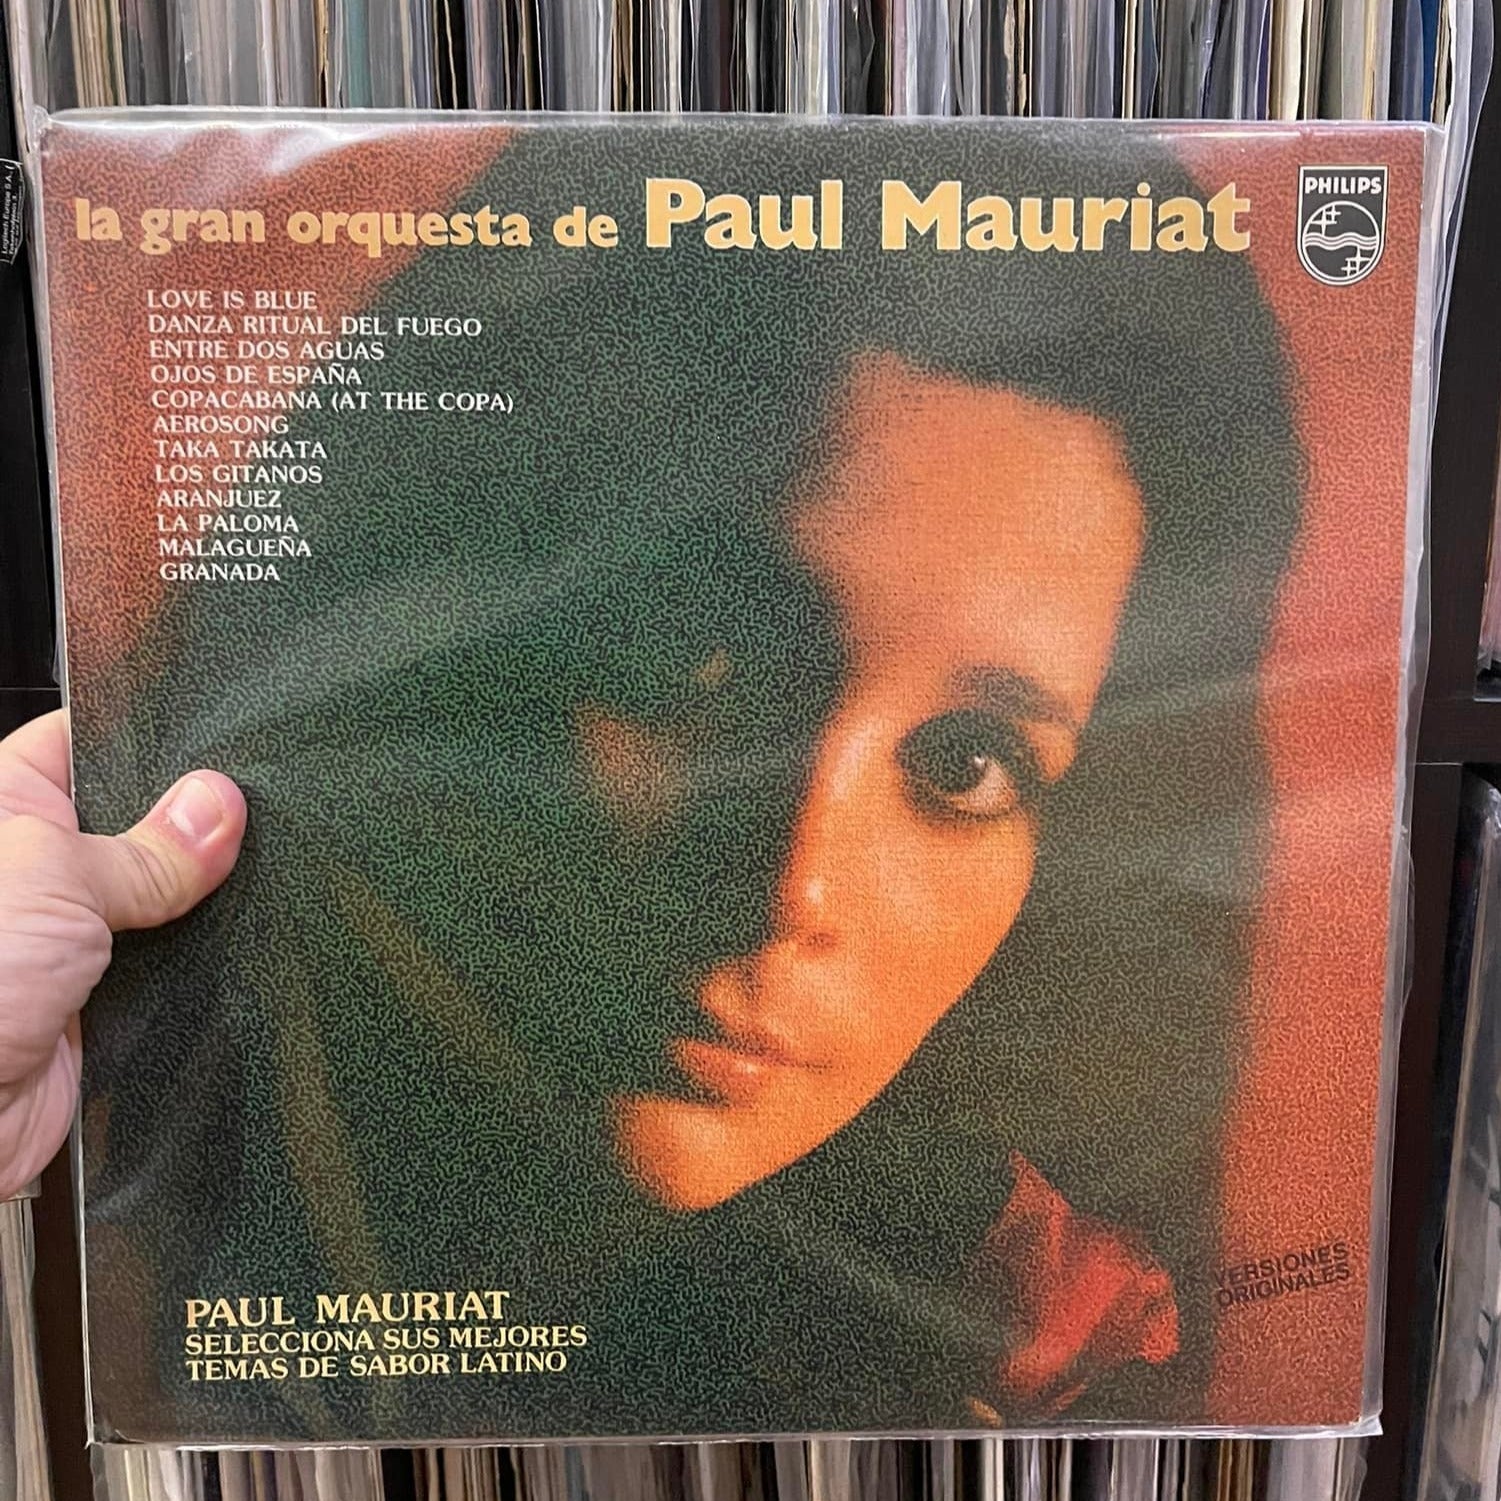 la gran orquesta de Paul Mauriat
PHILIPS
LOVE IS BLUE
DANZA RITUAL DEL FUEGO
ENTRE DOS AGUAS
OJOS DE ESPAÑA
COPACABANA (AT THE COPA)
AEROSONG
TAKA TAKATA
LOS GITANOS
ARANJUEZ
LA PALOMA
MALAGUEÑA
GRANADA
VERSIONES
ORIGINALES
PAUL MAURIAT
SELECCIONA SUS MEJORES
TEMAS DE SABOR LATINO
Logitech Europe S.A.